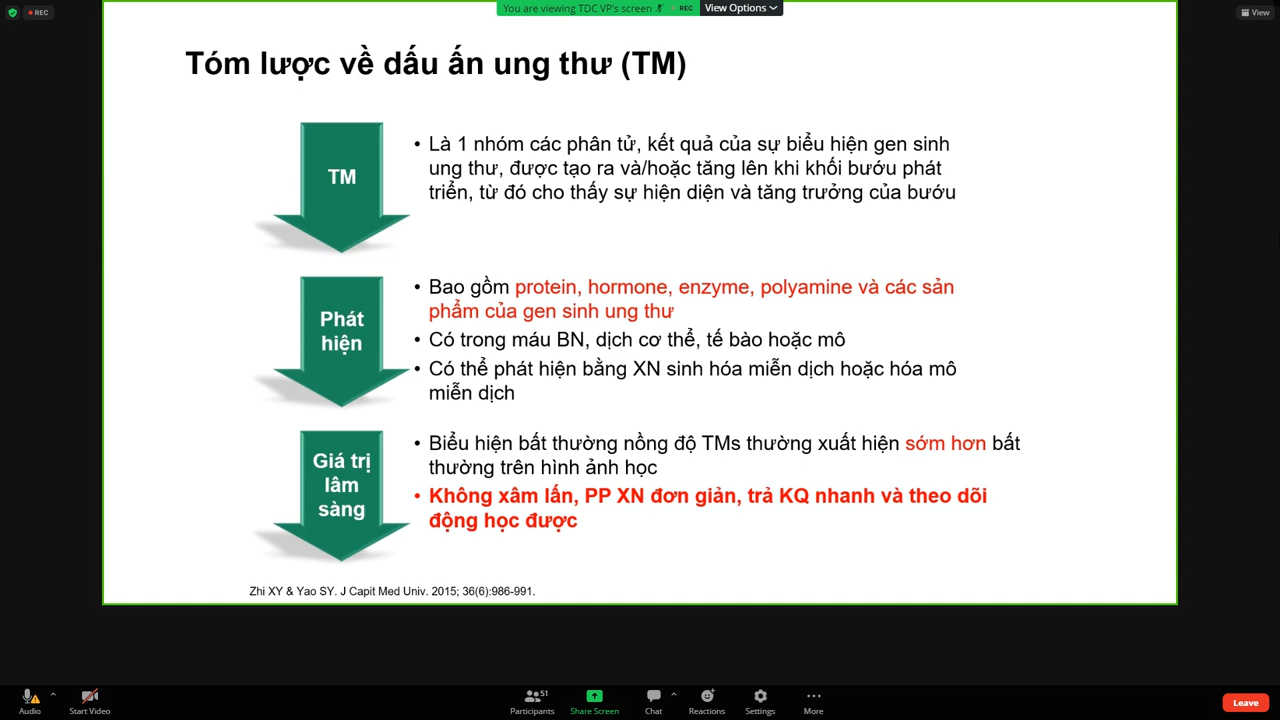 REC
You are viewing TDC VP's screen
REC
View Options
View
Tóm lược về dấu ấn ung thư (TM)
TM
• Là 1 nhóm các phân tử, kết quả của sự biểu hiện gen sinh
ung thư, được tạo ra và/hoặc tăng lên khi khối bướu phát
triển, từ đó cho thấy sự hiện diện và tăng trưởng của bướu
Phát
hiện
• Bao gồm protein, hormone, enzyme, polyamine và các sản
phẩm của gen sinh ung thư
• Có trong máu BN, dịch cơ thể, tế bào hoặc mô
• Có thể phát hiện bằng XN sinh hóa miễn dịch hoặc hóa mô
miễn dịch
Giá trị
lâm
sàng
• Biểu hiện bất thường nồng độ TMs thường xuất hiện sớm hơn bất
thường trên hình ảnh học
• Không xâm lấn, PP XN đơn giản, trả KQ nhanh và theo dõi
động học được
Zhi XY & Yao SY. J Capit Med Univ. 2015; 36(6):986-991.
Audio
Start Video
51
Participants
Share Screen
Chat
Reactions
Settings
More
Leave